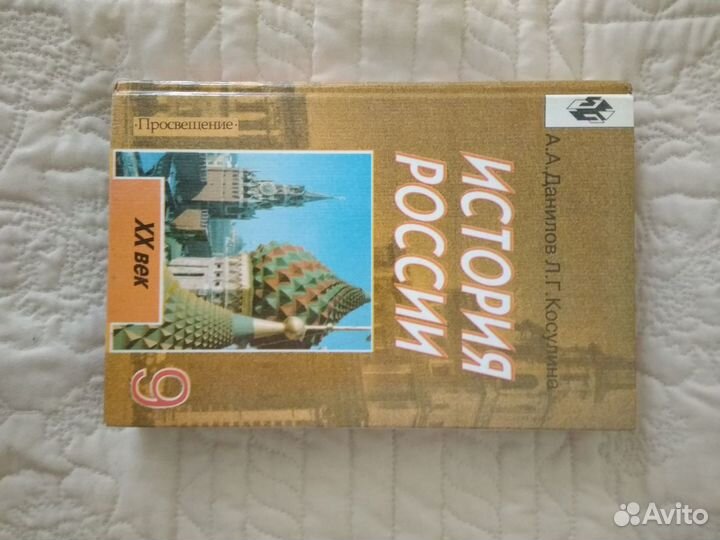 А.А.Данилов Л.Г.Косулина
ИСТОРИЯ
РОССИИ
XX век
9
·Просвещение·
Avito